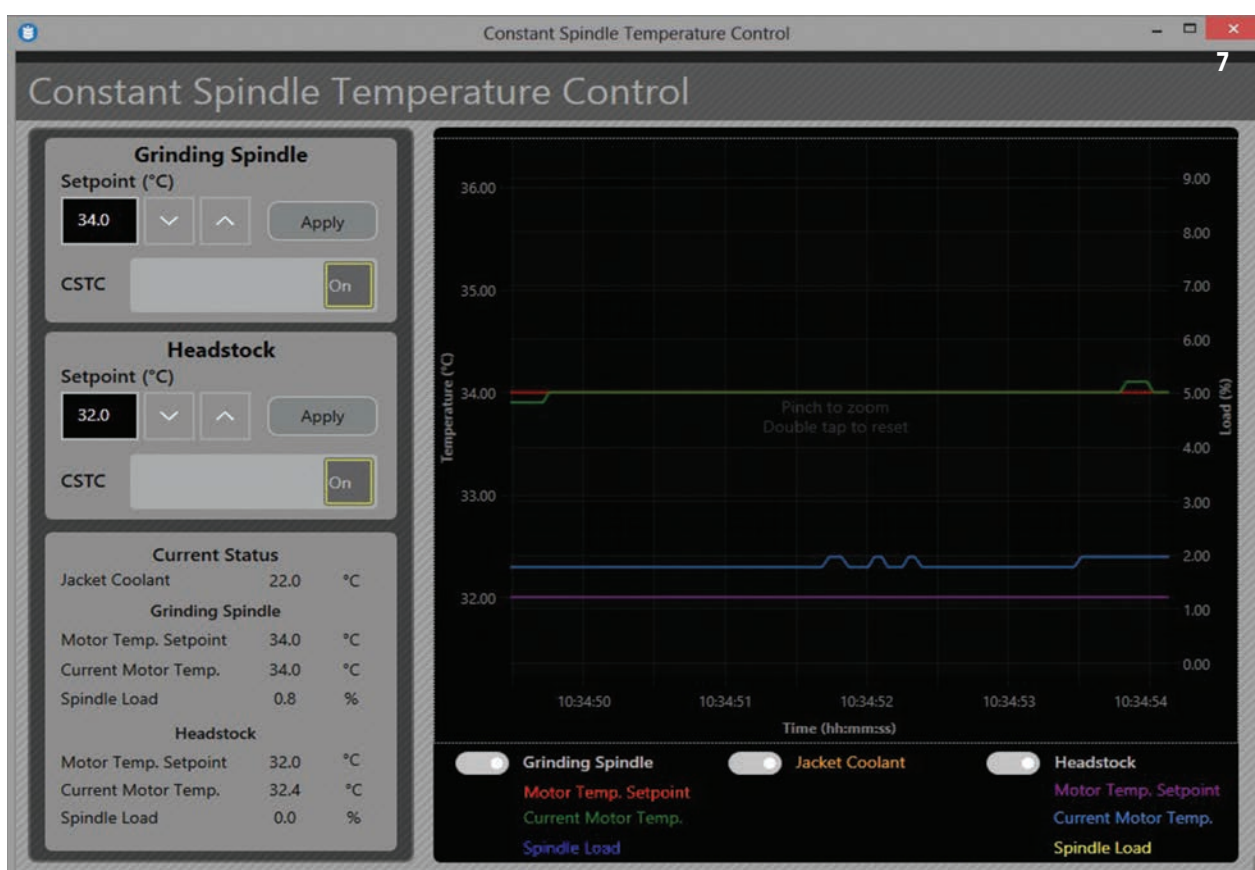 Constant Spindle Temperature Control
7
Constant Spindle Temperature Control
Grinding Spindle
Setpoint (°C)
34.0
Apply
CSTC
On
Headstock
Setpoint (°C)
32.0
Apply
CSTC
On
Current Status
Jacket Coolant 22.0 °C
Grinding Spindle
Motor Temp. Setpoint 34.0 °C
Current Motor Temp. 34.0 °C
Spindle Load 0.8 %
Headstock
Motor Temp. Setpoint 32.0 °C
Current Motor Temp. 32.4 °C
Spindle Load 0.0 %
Temperature (°C)
36.00
35.00
34.00
33.00
32.00
Pinch to zoom
Double tap to reset
9.00
8.00
7.00
6.00
5.00
4.00
3.00
2.00
1.00
0.00
Load (%)
10:34:50 10:34:51 10:34:52 10:34:53 10:34:54
Time (hh:mm:ss)
Grinding Spindle Jacket Coolant Headstock
Motor Temp. Setpoint Motor Temp. Setpoint
Current Motor Temp. Current Motor Temp.
Spindle Load Spindle Load